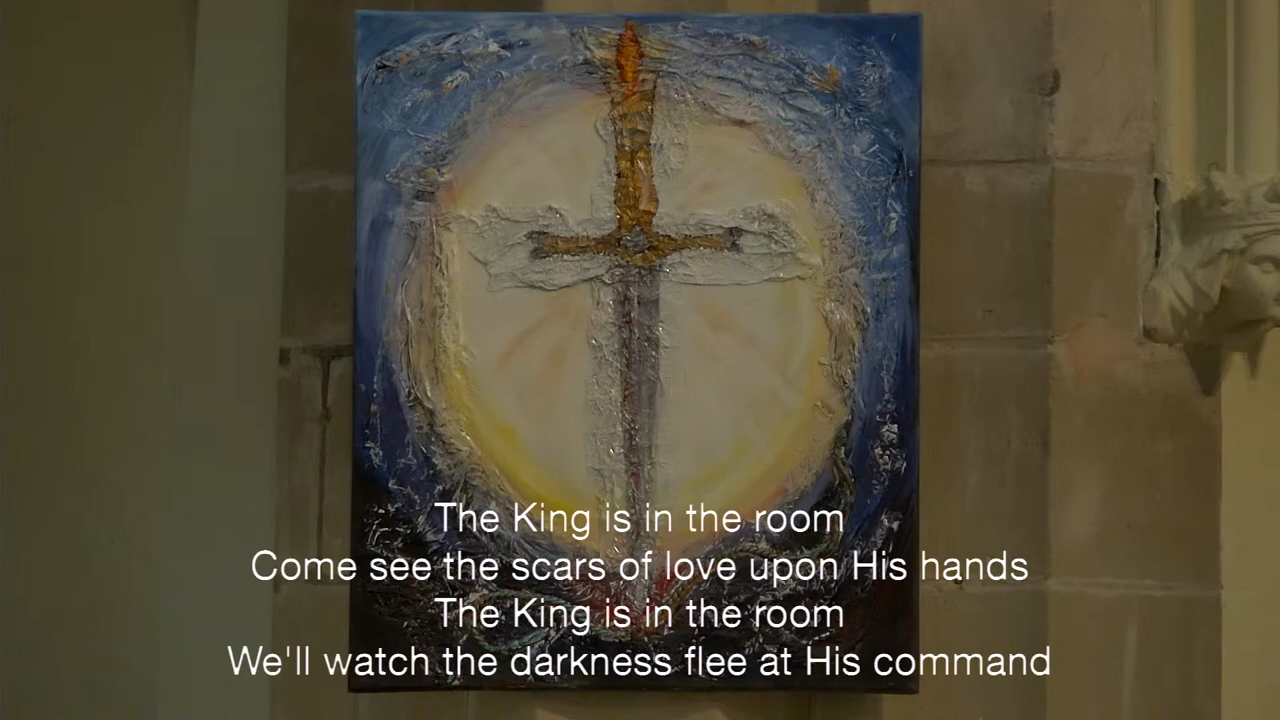 The King is in the room
Come see the scars of love upon His hands
The King is in the room
We'll watch the darkness flee at His command